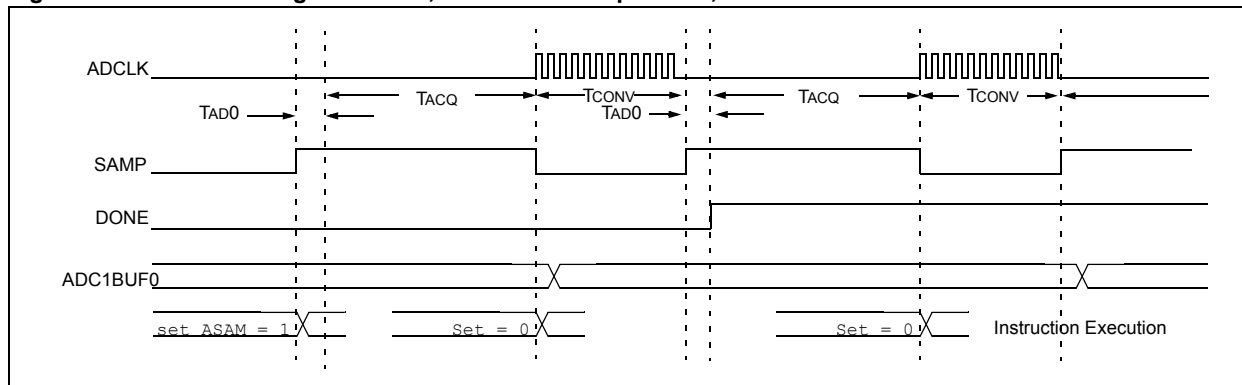 ADCLK
TACQ
TCONV
TACQ
TCONV
TAD0
TAD0
SAMP
DONE
ADC1BUF0
set ASAM = 1
Set = 0
Set = 0
Instruction Execution